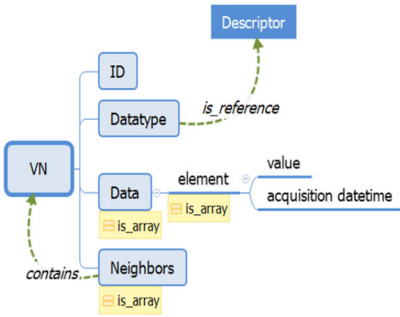 Descriptor
ID
is_reference
Datatype
VN
value
element
Data
acquisition datetime
is_array
is_array
contains
Neighbors
is_array